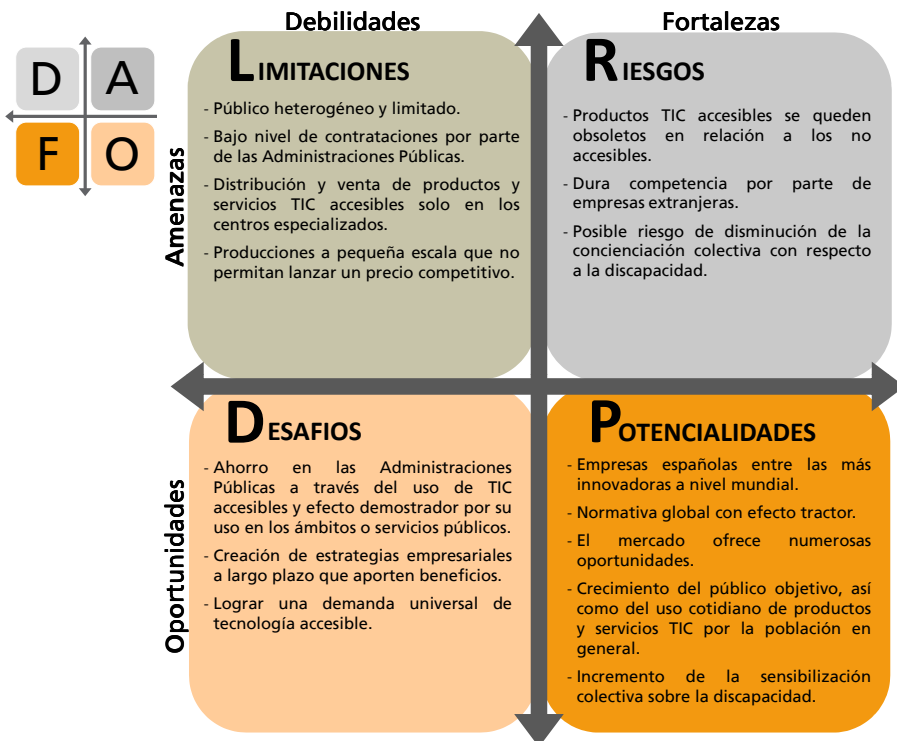 Debilidades
Fortalezas
D
A
F
O
Amenazas
LIMITACIONES
- Público heterogéneo y limitado.
- Bajo nivel de contrataciones por parte
de las Administraciones Públicas.
- Distribución y venta de productos y
servicios TIC accesibles solo en los
centros especializados.
- Producciones a pequeña escala que no
permitan lanzar un precio competitivo.
RIESGOS
- Productos TIC accesibles se queden
obsoletos en relación a los no
accesibles.
- Dura competencia por parte de
empresas extranjeras.
- Posible riesgo de disminución de la
concienciación colectiva con respecto
a la discapacidad.
Oportunidades
DESAFIOS
- Ahorro en las Administraciones
Públicas a través del uso de TIC
accesibles y efecto demostrador por su
uso en los ámbitos o servicios públicos.
- Creación de estrategias empresariales
a largo plazo que aporten beneficios.
- Lograr una demanda universal de
tecnología accesible.
POTENCIALIDADES
- Empresas españolas entre las más
innovadoras a nivel mundial.
- Normativa global con efecto tractor.
- El mercado ofrece numerosas
oportunidades.
- Crecimiento del público objetivo, así
como del uso cotidiano de productos
y servicios TIC por la población en
general.
- Incremento de la sensibilización
colectiva sobre la discapacidad.